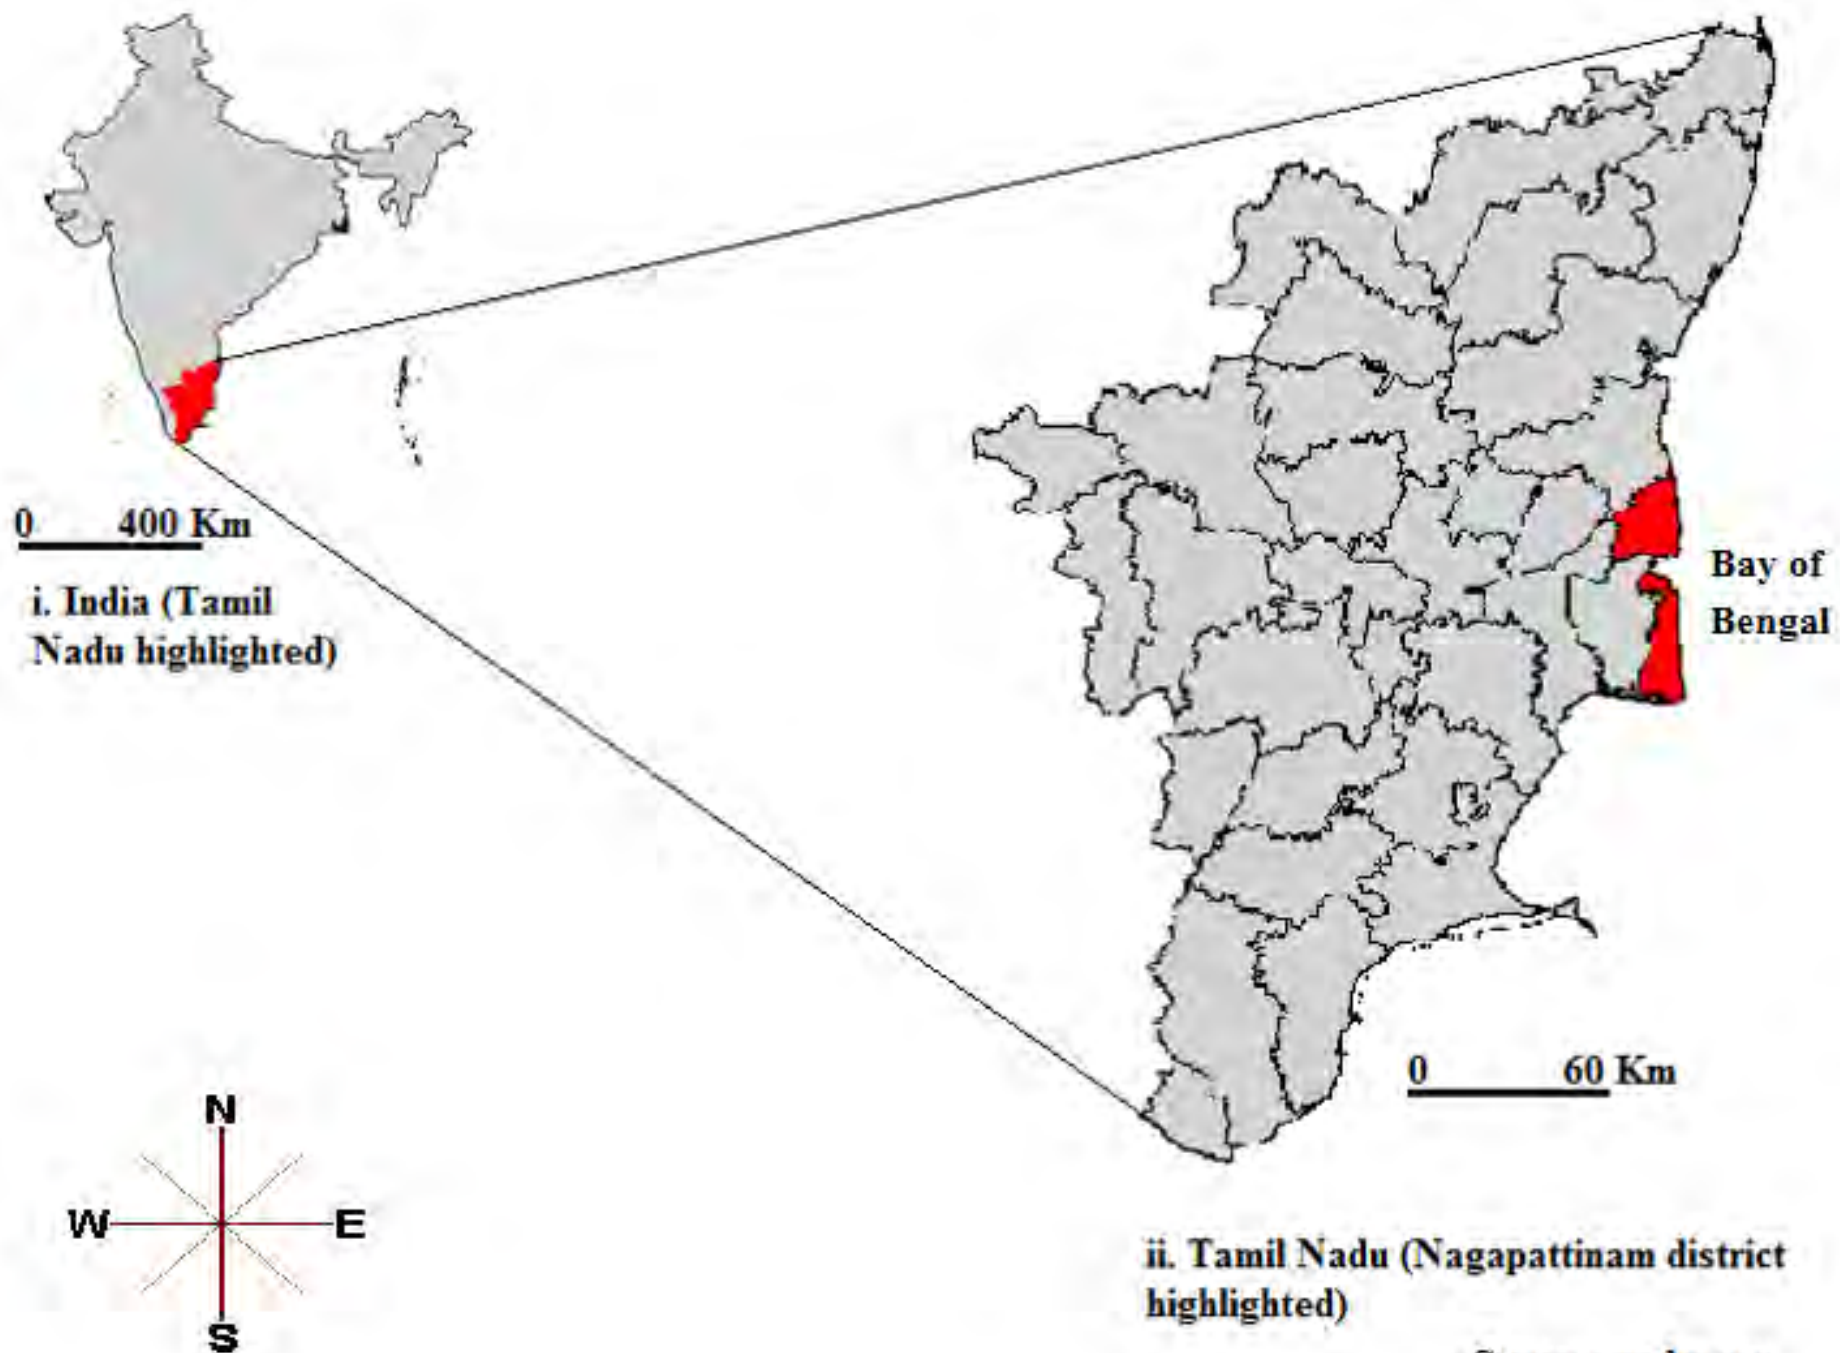 0 400 Km
i. India (Tamil
Nadu highlighted)
Bay of
Bengal
0 60 Km
N
W E
S
ii. Tamil Nadu (Nagapattinam district
highlighted)